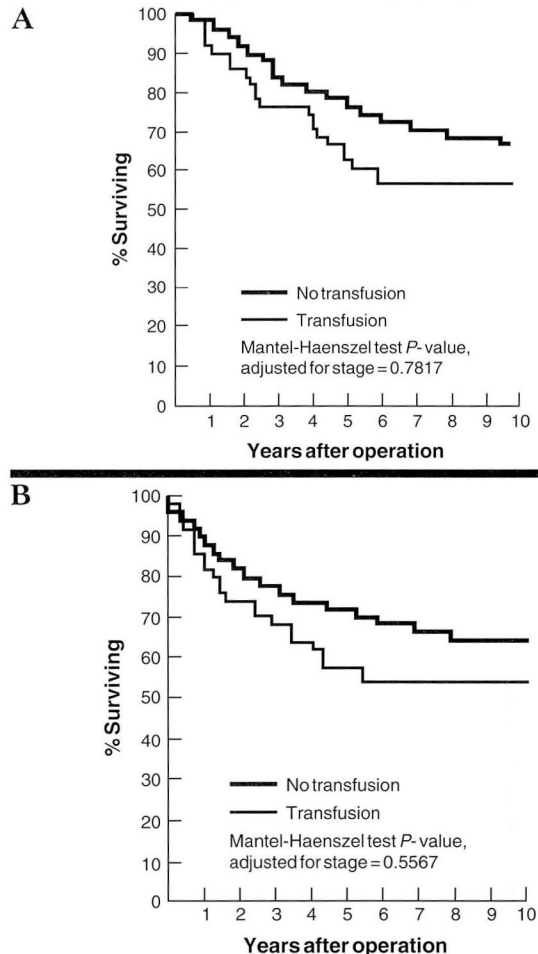 A
100
90
80
70
60
50
40
30
20
10
0
% Surviving
No transfusion
Transfusion
Mantel-Haenszel test P-value,
adjusted for stage = 0.7817
1 2 3 4 5 6 7 8 9 10
Years after operation
B
100
90
80
70
60
50
40
30
20
10
0
% Surviving
No transfusion
Transfusion
Mantel-Haenszel test P-value,
adjusted for stage = 0.5567
1 2 3 4 5 6 7 8 9 10
Years after operation